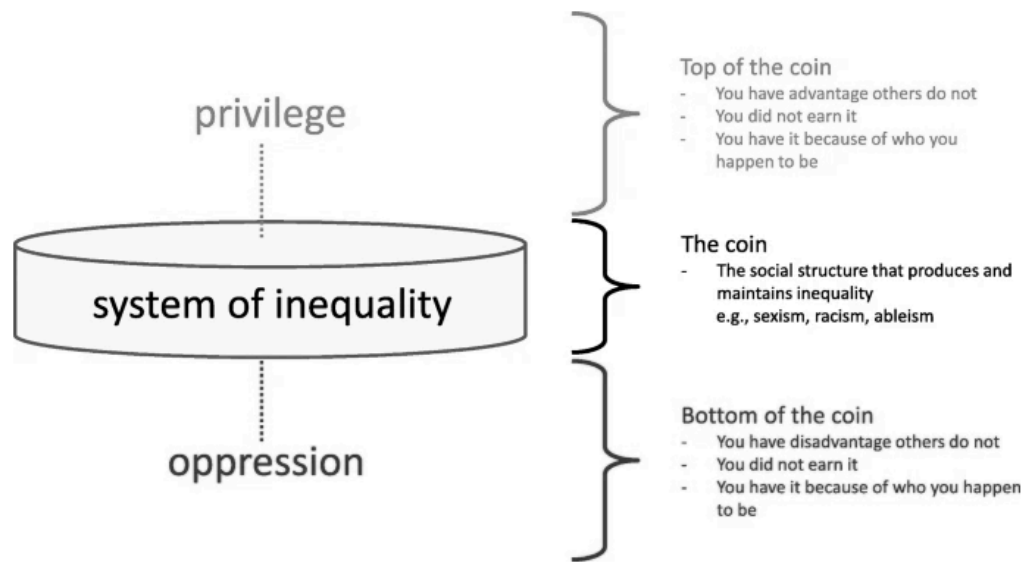 privilege
system of inequality
oppression
Top of the coin
- You have advantage others do not
- You did not earn it
- You have it because of who you
happen to be
The coin
- The social structure that produces and
maintains inequality
e.g., sexism, racism, ableism
Bottom of the coin
- You have disadvantage others do not
- You did not earn it
- You have it because of who you happen
to be